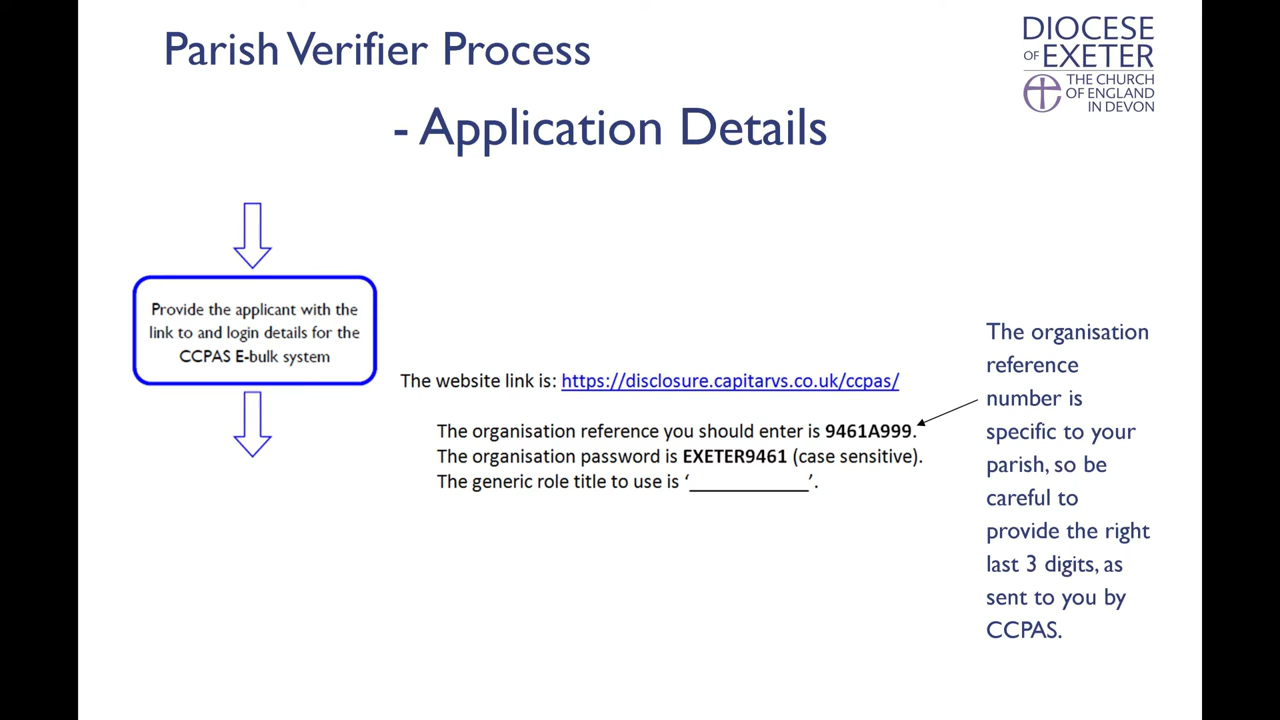 Parish Verifier Process
- Application Details
DIOCESE
OF EXETER
THE CHURCH
OF ENGLAND
IN DEVON
Provide the applicant with the
link to and login details for the
CCPAS E-bulk system
The website link is: https://disclosure.capitarvs.co.uk/ccpas/
The organisation reference you should enter is 9461A999.
The organisation password is EXETER9461 (case sensitive).
The generic role title to use is ‘____________’.
The organisation
reference
number is
specific to your
parish, so be
careful to
provide the right
last 3 digits, as
sent to you by
CCPAS.